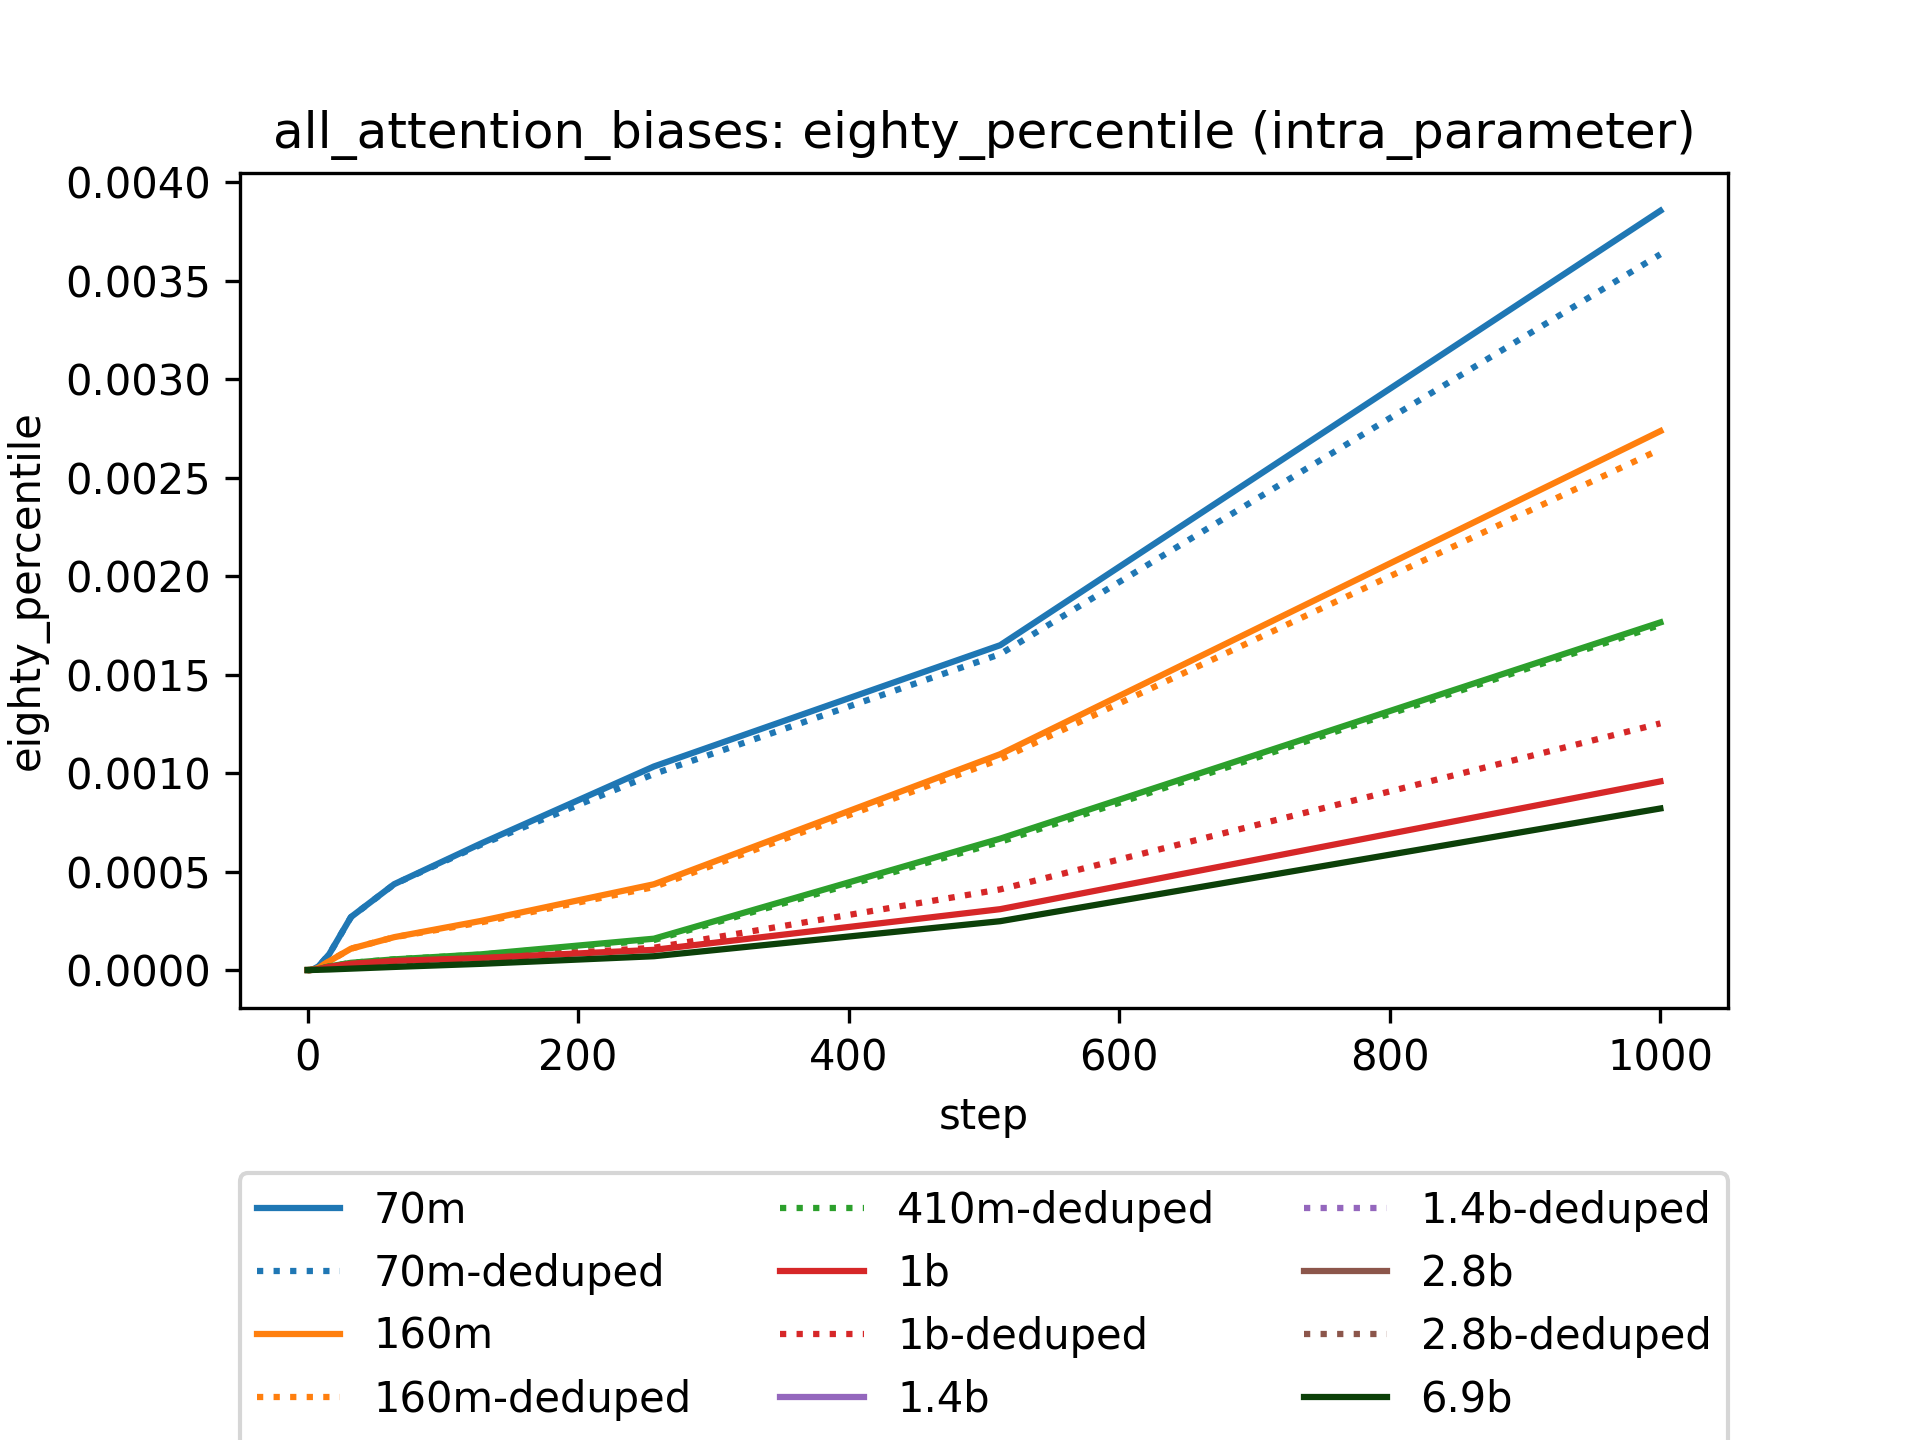 all_attention_biases: eighty_percentile (intra_parameter)
0.0040
0.0035
0.0030
0.0025
0.0020
0.0015
0.0010
0.0005
0.0000
eighty_percentile
0 200 400 600 800 1000
step
70m
70m-deduped
160m
160m-deduped
410m-deduped
1b
1b-deduped
1.4b
1.4b-deduped
2.8b
2.8b-deduped
6.9b